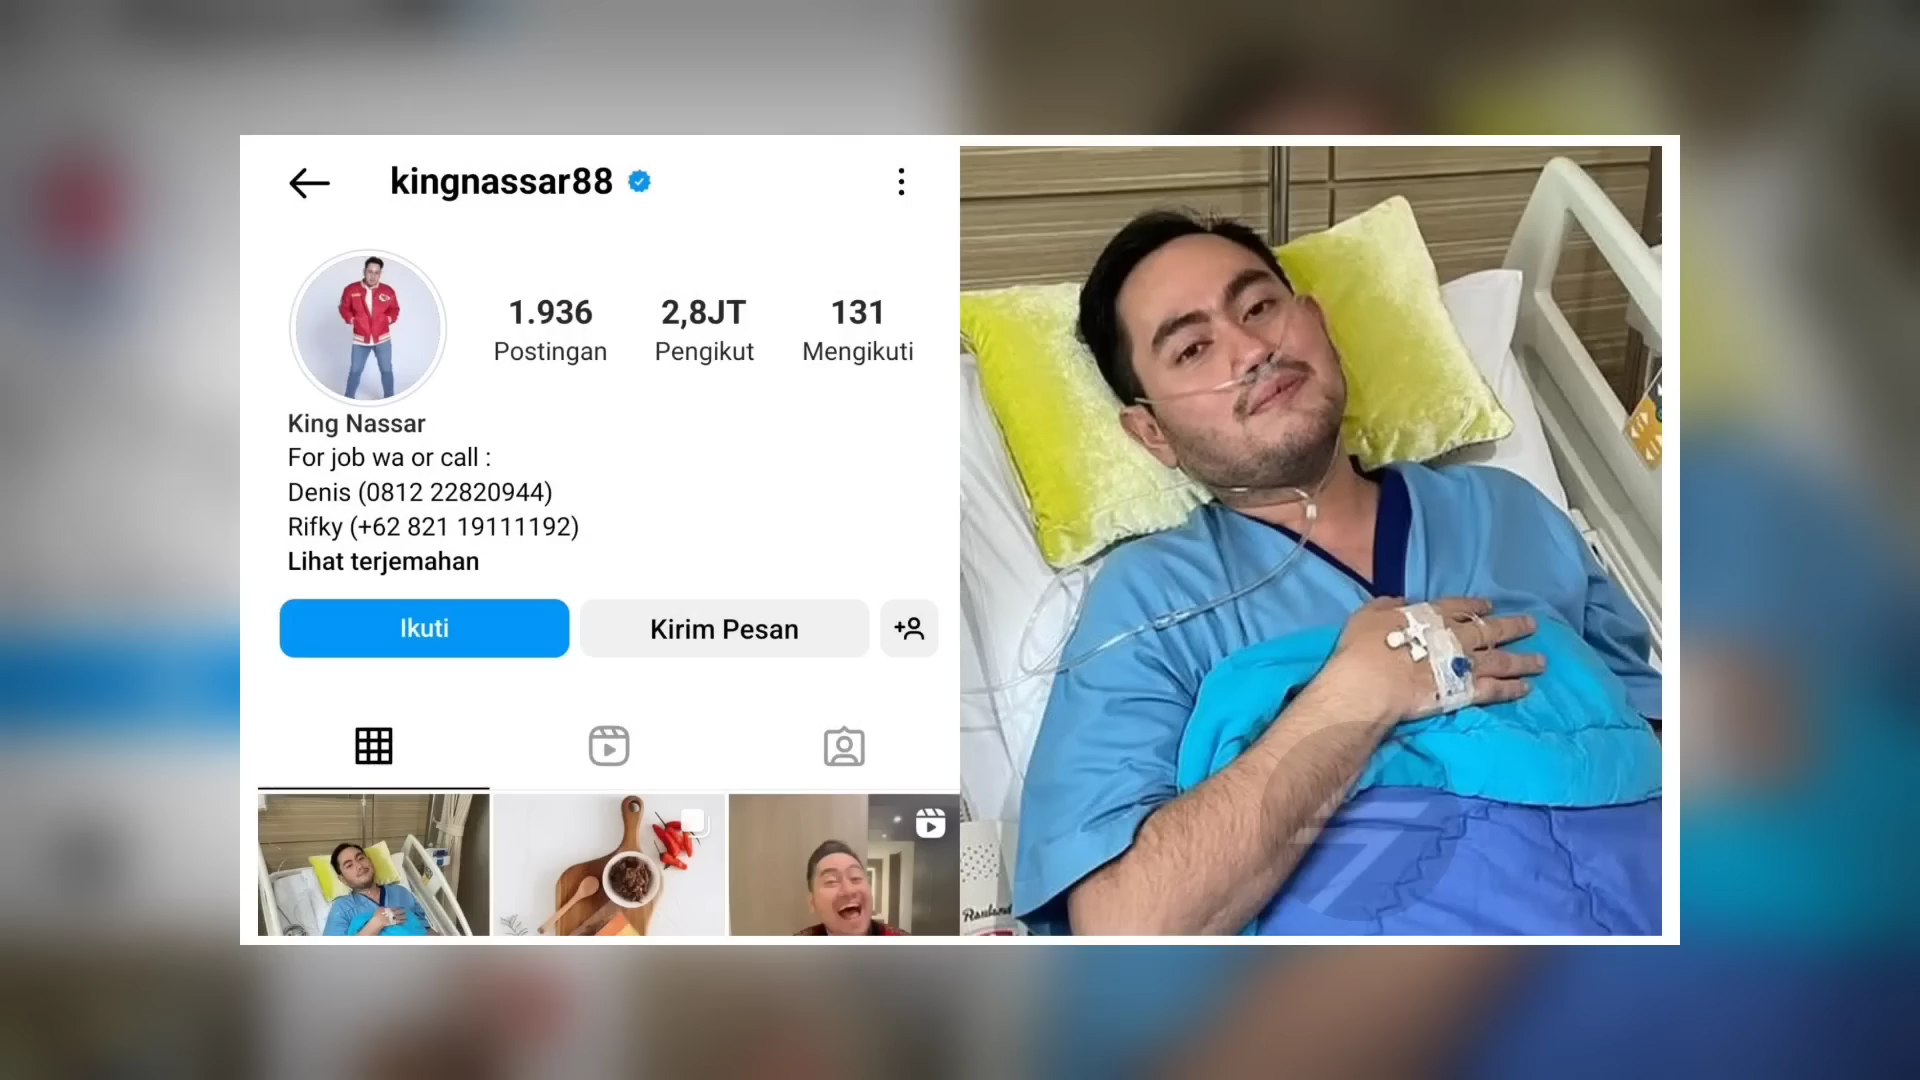 kingnassar88
1.936
2,8JT
131
Postingan
Pengikut
Mengikuti
King Nassar
For job wa or call :
Denis (0812 22820944)
Rifky (+62 821 19111192)
Lihat terjemahan
Ikuti
Kirim Pesan